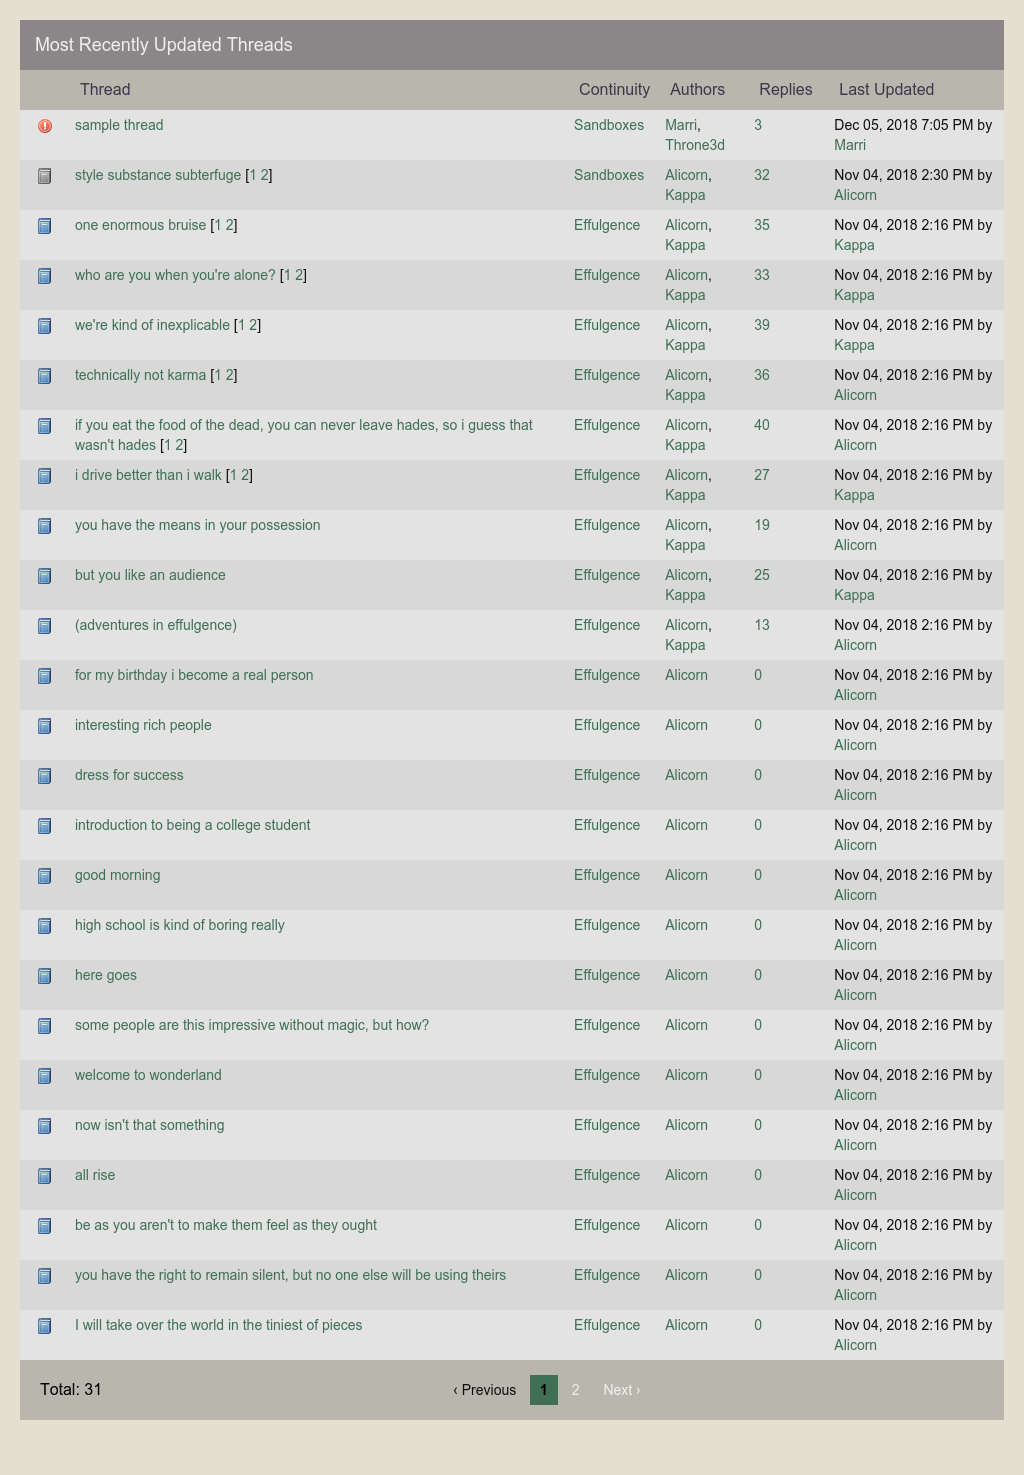 Most Recently Updated Threads
Thread Continuity Authors Replies Last Updated
sample thread Sandboxes Marri, 3 Dec 05, 2018 7:05 PM by
Throne3d Marri
style substance subterfuge [1 2] Sandboxes Alicorn, 32 Nov 04, 2018 2:30 PM by
Kappa Alicorn
one enormous bruise [1 2] Effulgence Alicorn, 35 Nov 04, 2018 2:16 PM by
Kappa Kappa
who are you when you're alone? [1 2] Effulgence Alicorn, 33 Nov 04, 2018 2:16 PM by
Kappa Kappa
we're kind of inexplicable [1 2] Effulgence Alicorn, 39 Nov 04, 2018 2:16 PM by
Kappa Kappa
technically not karma [1 2] Effulgence Alicorn, 36 Nov 04, 2018 2:16 PM by
Kappa Alicorn
if you eat the food of the dead, you can never leave hades, so i guess that Effulgence Alicorn, 40 Nov 04, 2018 2:16 PM by
wasn't hades [1 2] Kappa Alicorn
i drive better than i walk [1 2] Effulgence Alicorn, 27 Nov 04, 2018 2:16 PM by
Kappa Kappa
you have the means in your possession Effulgence Alicorn, 19 Nov 04, 2018 2:16 PM by
Kappa Alicorn
but you like an audience Effulgence Alicorn, 25 Nov 04, 2018 2:16 PM by
Kappa Kappa
(adventures in effulgence) Effulgence Alicorn, 13 Nov 04, 2018 2:16 PM by
Kappa Alicorn
for my birthday i become a real person Effulgence Alicorn 0 Nov 04, 2018 2:16 PM by
Alicorn
interesting rich people Effulgence Alicorn 0 Nov 04, 2018 2:16 PM by
Alicorn
dress for success Effulgence Alicorn 0 Nov 04, 2018 2:16 PM by
Alicorn
introduction to being a college student Effulgence Alicorn 0 Nov 04, 2018 2:16 PM by
Alicorn
good morning Effulgence Alicorn 0 Nov 04, 2018 2:16 PM by
Alicorn
high school is kind of boring really Effulgence Alicorn 0 Nov 04, 2018 2:16 PM by
Alicorn
here goes Effulgence Alicorn 0 Nov 04, 2018 2:16 PM by
Alicorn
some people are this impressive without magic, but how? Effulgence Alicorn 0 Nov 04, 2018 2:16 PM by
Alicorn
welcome to wonderland Effulgence Alicorn 0 Nov 04, 2018 2:16 PM by
Alicorn
now isn't that something Effulgence Alicorn 0 Nov 04, 2018 2:16 PM by
Alicorn
all rise Effulgence Alicorn 0 Nov 04, 2018 2:16 PM by
Alicorn
be as you aren't to make them feel as they ought Effulgence Alicorn 0 Nov 04, 2018 2:16 PM by
Alicorn
you have the right to remain silent, but no one else will be using theirs Effulgence Alicorn 0 Nov 04, 2018 2:16 PM by
Alicorn
I will take over the world in the tiniest of pieces Effulgence Alicorn 0 Nov 04, 2018 2:16 PM by
Alicorn
Total: 31 ‹ Previous 1 2 Next ›